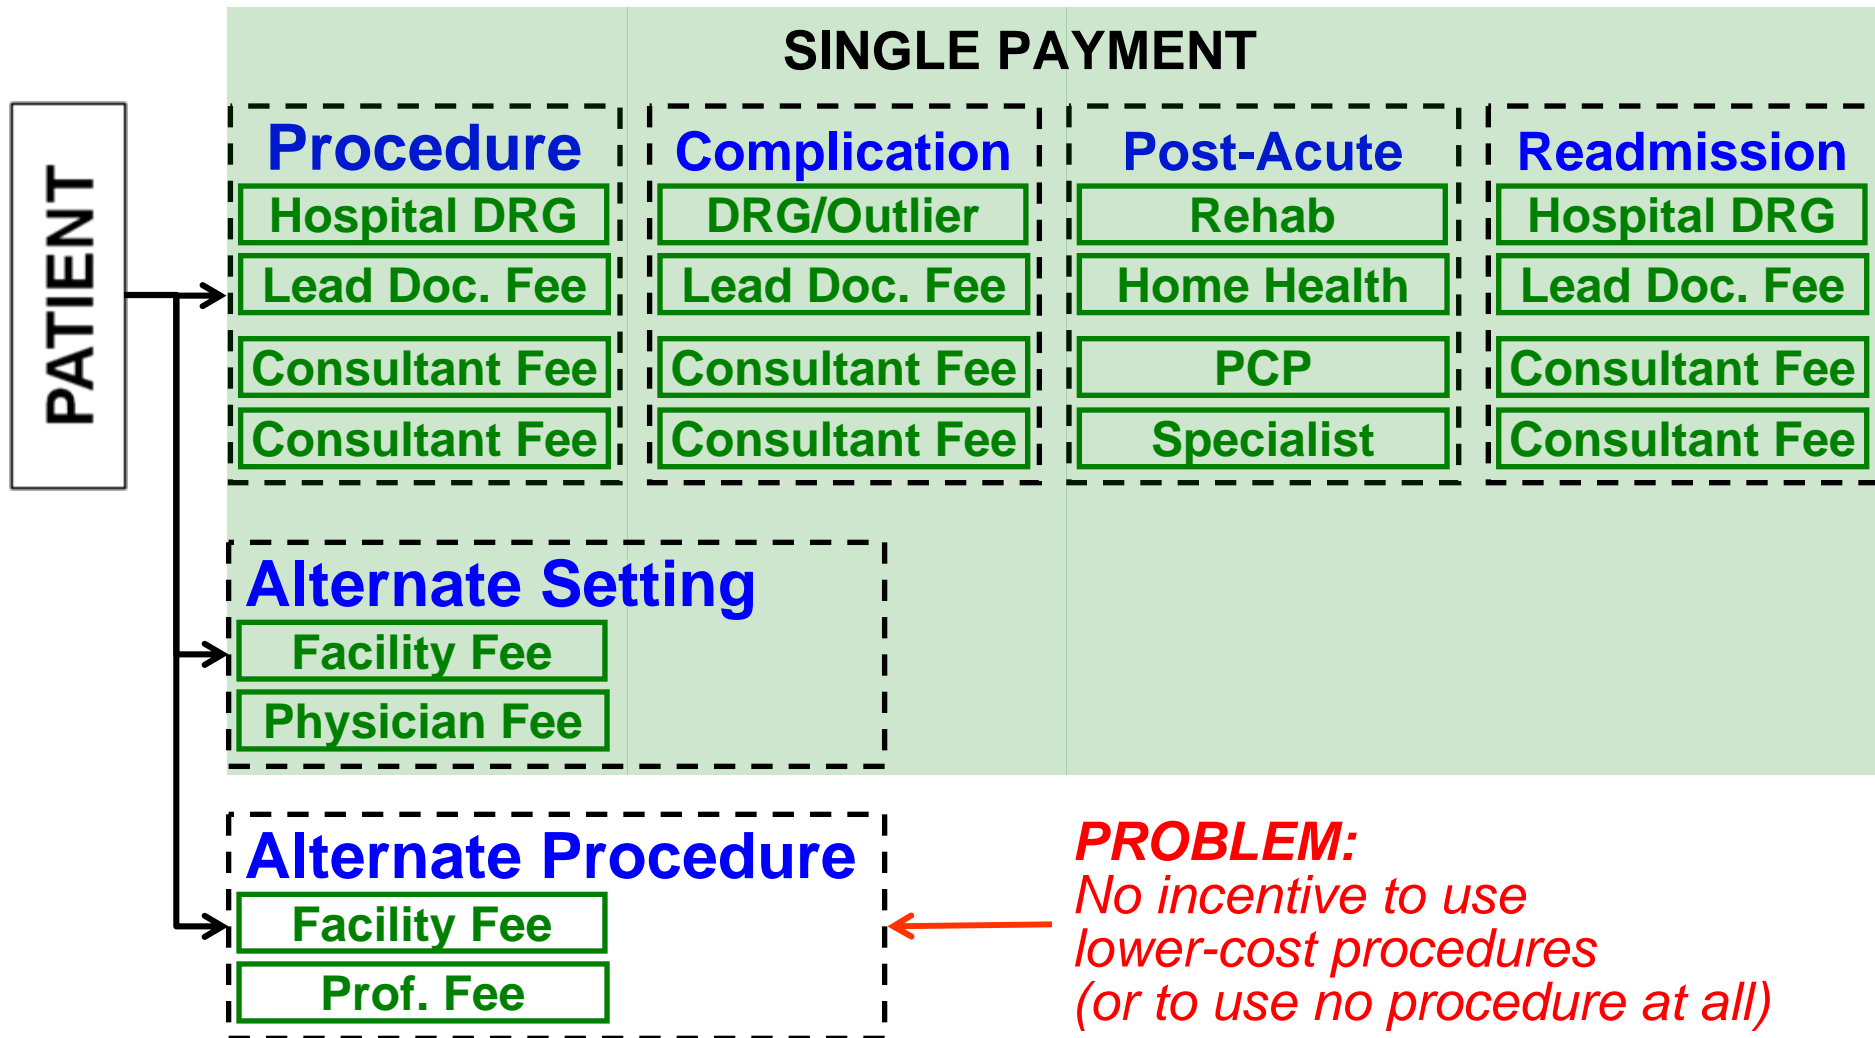 SINGLE PAYMENT
PATIENT
Procedure
Hospital DRG
Lead Doc. Fee
Consultant Fee
Consultant Fee
Complication
DRG/Outlier
Lead Doc. Fee
Consultant Fee
Consultant Fee
Post-Acute
Rehab
Home Health
PCP
Specialist
Readmission
Hospital DRG
Lead Doc. Fee
Consultant Fee
Consultant Fee
Alternate Setting
Facility Fee
Physician Fee
Alternate Procedure
Facility Fee
Prof. Fee
PROBLEM:
No incentive to use
lower-cost procedures
(or to use no procedure at all)